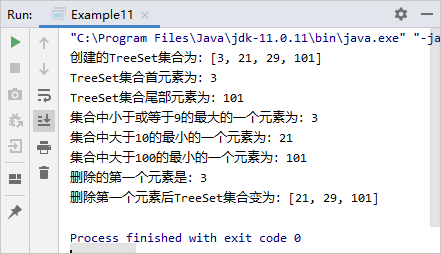 Run: Example11
"C:\Program Files\Java\jdk-11.0.11\bin\java.exe" "-ja
创建的TreeSet集合为: [3, 21, 29, 101]
TreeSet集合首元素为: 3
TreeSet集合尾部元素为: 101
集合中小于或等于9的最大的一个元素为: 3
集合中大于10的最小的一个元素为: 21
集合中大于100的最小的一个元素为: 101
删除的第一个元素是: 3
删除第一个元素后TreeSet集合变为: [21, 29, 101]
Process finished with exit code 0